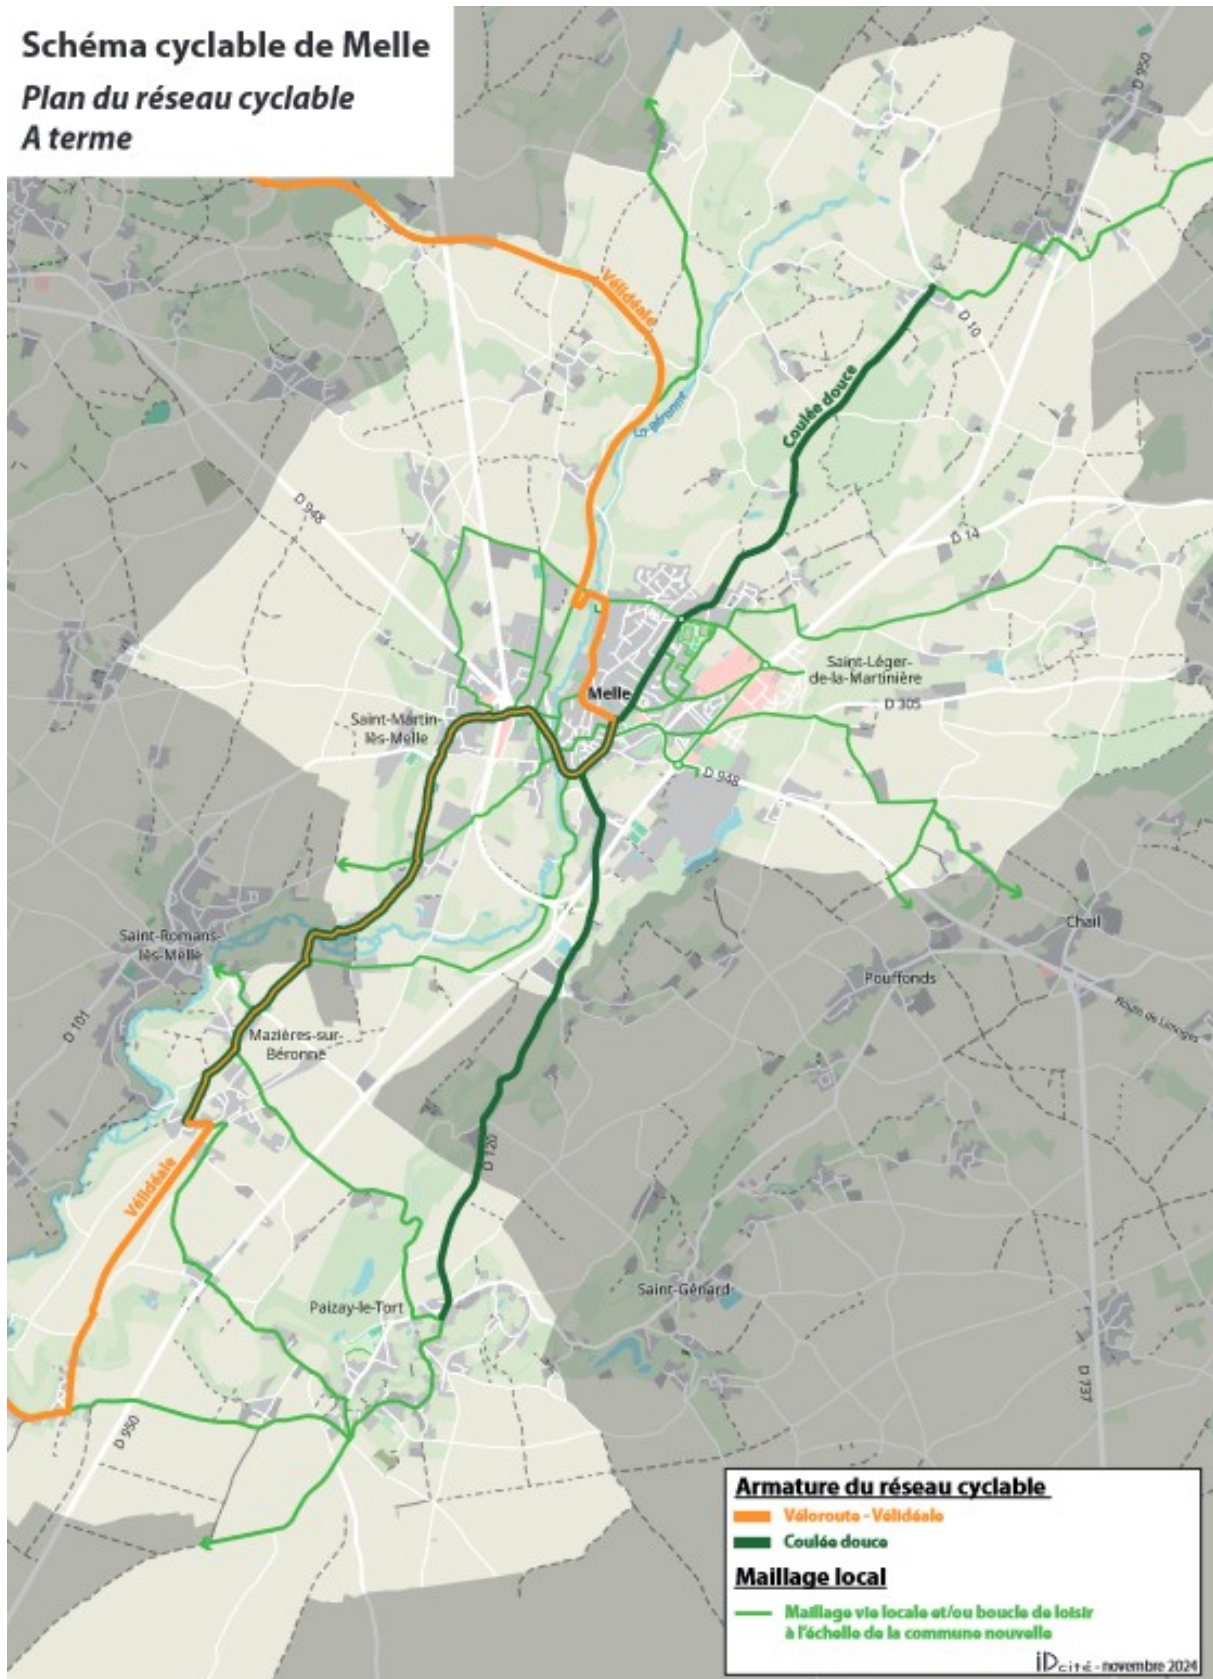 Schéma cyclable de Melle
Plan du réseau cyclable
A terme
D 950
Vélidéale
D 10
La Béronne
Coulée douce
D 948
D 14
Saint-Léger-
de-la-Martinière
Melle
D 305
Saint-Martin-
lès-Melle
D 948
Chail
Saint-Romans-
lès-Melle
Pouffonds
Route de Limoges
D 101
Mazières-sur-
Béronne
D 120
Vélidéale
Saint-Génard
Paizay-le-Tort
D 737
D 950
Armature du réseau cyclable
Véloroute - Vélidéale
Coulée douce
Maillage local
Maillage vie locale et/ou boucle de loisir
à l'échelle de la commune nouvelle
iDcité - novembre 2024